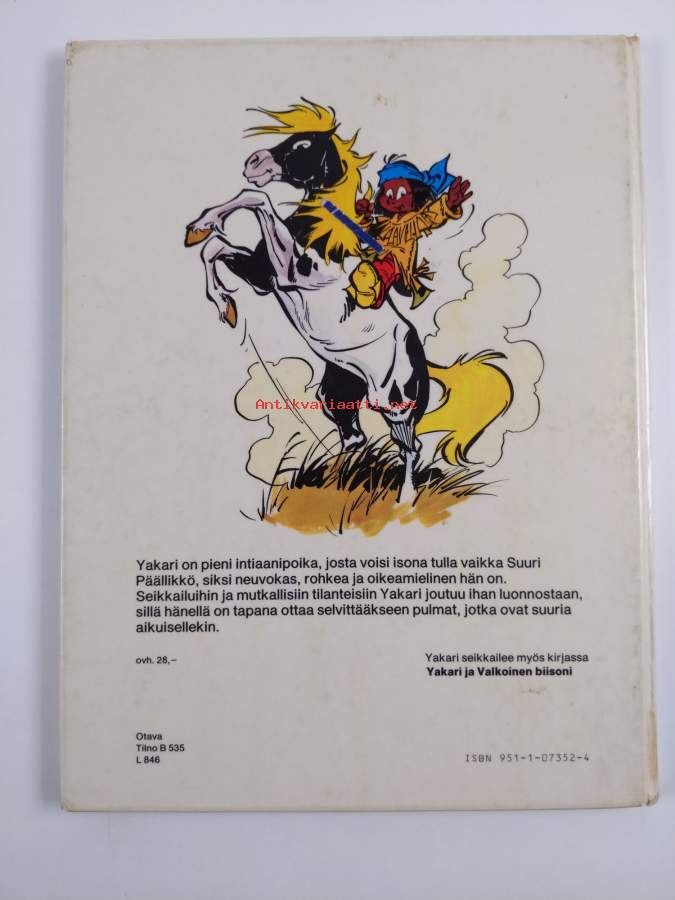 Antikvariaatti.net
Yakari on pieni intiaanipoika, josta voisi isona tulla vaikka Suuri
Päällikkö, siksi neuvokas, rohkea ja oikeamielinen hän on.
Seikkailuihin ja mutkallisiin tilanteisiin Yakari joutuu ihan luonnostaan,
sillä hänellä on tapana ottaa selvittääkseen pulmat, jotka ovat suuria
aikuisellekin.
ovh. 28,–
Yakari seikkailee myös kirjassa
Yakari ja Valkoinen biisoni
Otava
Tilno B 535
L 846
ISBN 951-1-07352-4